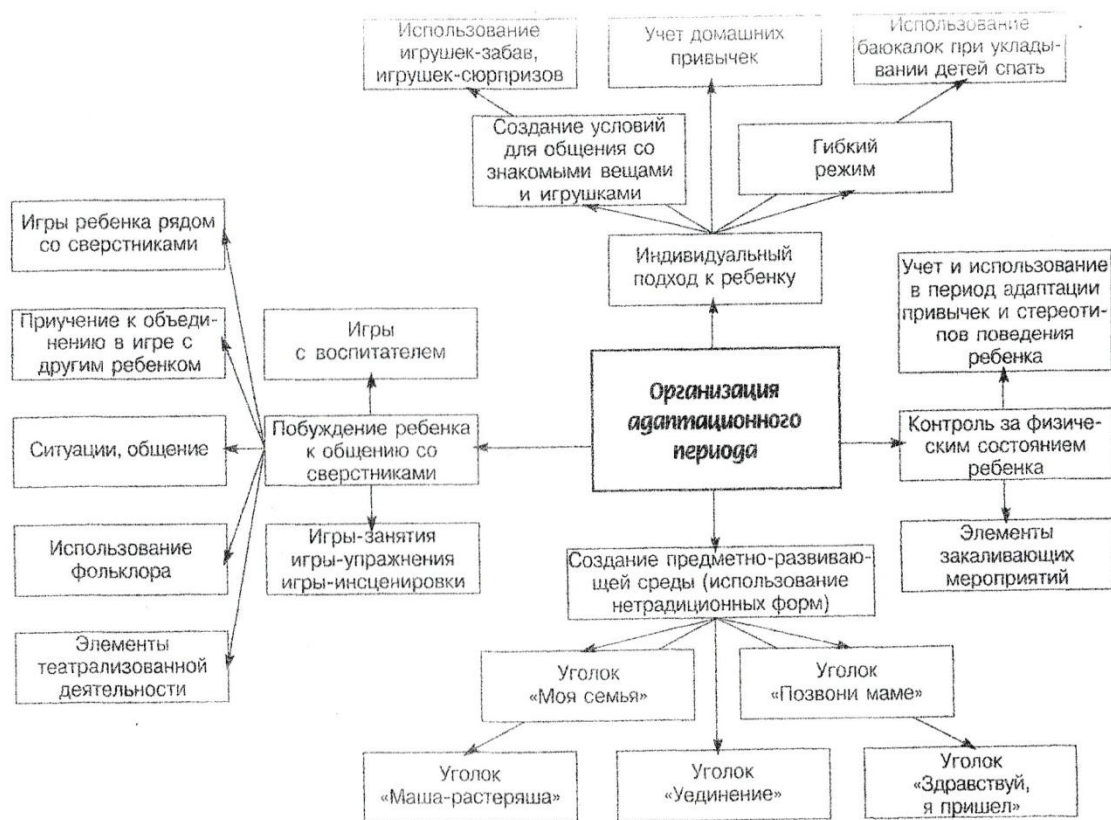 Использование
игрушек-забав,
игрушек-сюрпризов
Учет домашних
привычек
Использование
баюкалок при уклады-
вании детей спать
Создание условий
для общения со
знакомыми вещами
и игрушками
Гибкий
режим
Игры ребенка рядом
со сверстниками
Индивидуальный
подход к ребенку
Учет и использование
в период адаптации
привычек и стереоти-
пов поведения
ребенка
Приучение к объеди-
нению в игре с
другим ребенком
Игры
с воспитателем
Организация
адаптационного
периода
Ситуации, общение
Побуждение ребенка
к общению со
сверстниками
Контроль за физиче-
ским состоянием
ребенка
Использование
фольклора
Игры-занятия
игры-упражнения
игры-инсценировки
Создание предметно-развиваю-
щей среды (использование
нетрадиционных форм)
Элементы
закаливающих
мероприятий
Элементы
театрализованной
деятельности
Уголок
«Моя семья»
Уголок
«Позвони маме»
Уголок
«Маша-растеряша»
Уголок
«Уединение»
Уголок
«Здравствуй,
я пришел»